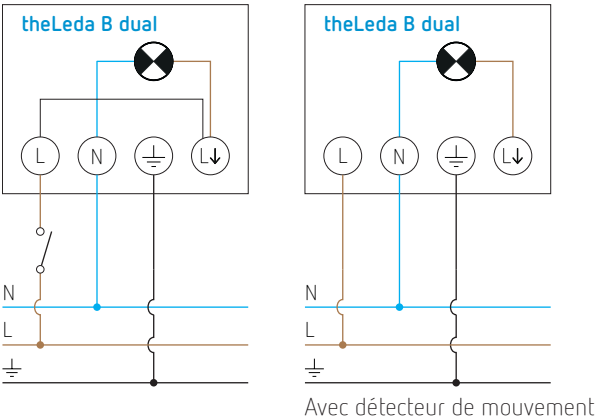 theLeda B dual
L N L↓
N
L
theLeda B dual
L N L↓
N
L
Avec détecteur de mouvement